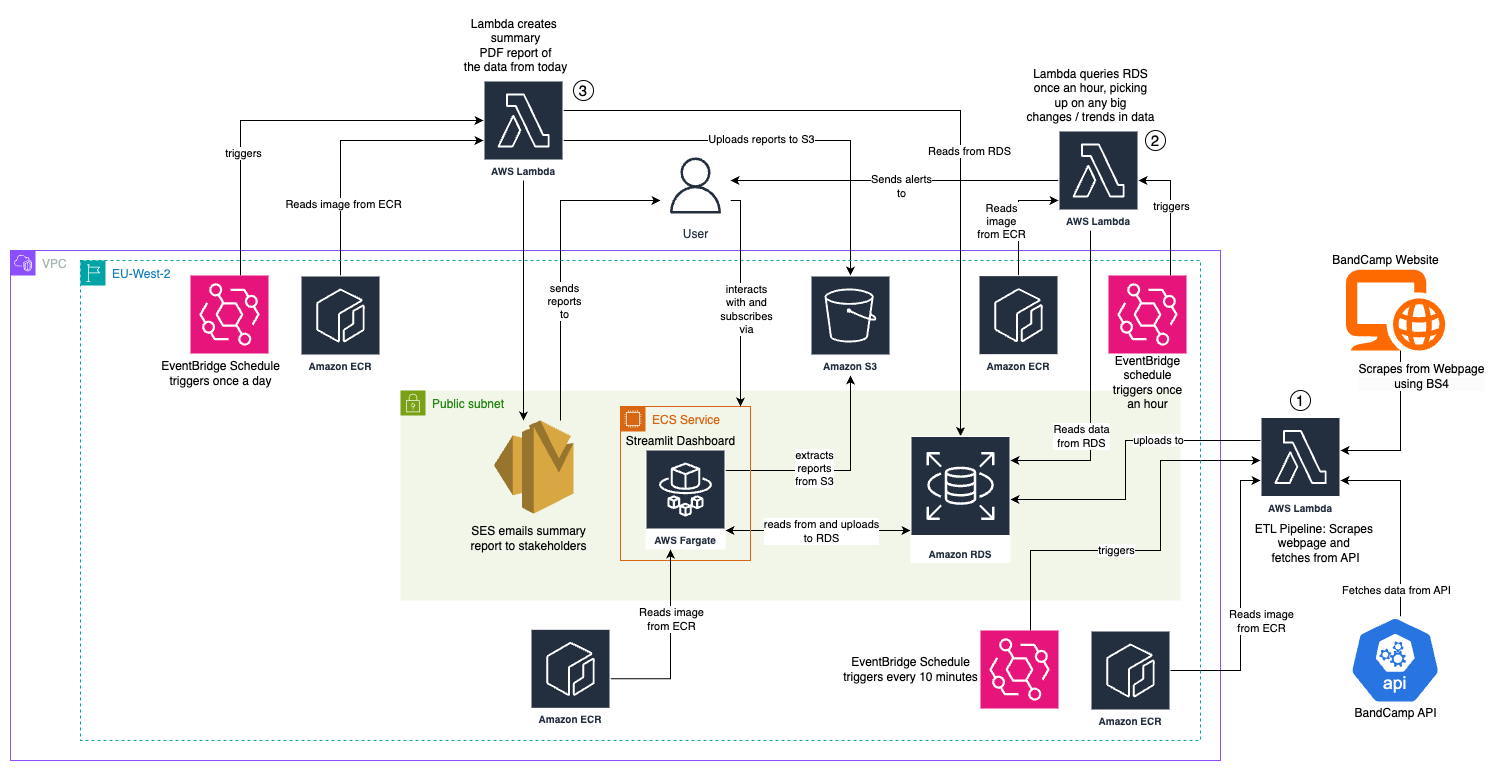 Lambda creates
summary
PDF report of
the data from today
3
AWS Lambda
Lambda queries RDS
once an hour, picking
up on any big
changes / trends in data
2
AWS Lambda
triggers
Reads image from ECR
Uploads reports to S3
Reads from RDS
User
Sends alerts
to
Reads
image
from ECR
triggers
VPC
EU-West-2
EventBridge Schedule
triggers once a day
Amazon ECR
sends
reports
to
interacts
with and
subscribes
via
Amazon S3
Amazon ECR
EventBridge
schedule
triggers once
an hour
BandCamp Website
Scrapes from Webpage
using BS4
Public subnet
ECS Service
Streamlit Dashboard
AWS Fargate
SES emails summary
report to stakeholders
extracts
reports
from S3
reads from and uploads
to RDS
Reads data
from RDS
Amazon RDS
uploads to
1
AWS Lambda
ETL Pipeline: Scrapes
webpage and
fetches from API
triggers
Fetches data from API
Reads image
from ECR
Reads image
from ECR
Amazon ECR
EventBridge Schedule
triggers every 10 minutes
Amazon ECR
api
BandCamp API